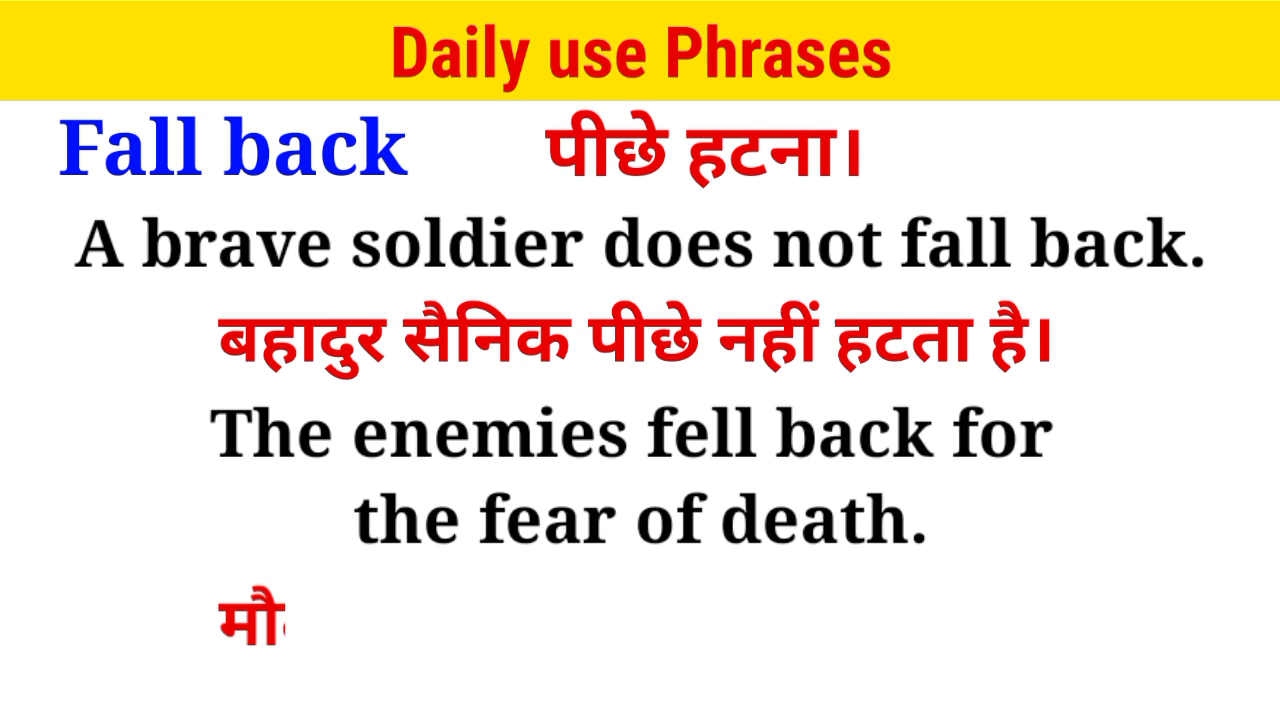 Daily use Phrases
Fall back पीछे हटना।
A brave soldier does not fall back.
बहादुर सैनिक पीछे नहीं हटता है।
The enemies fell back for
the fear of death.